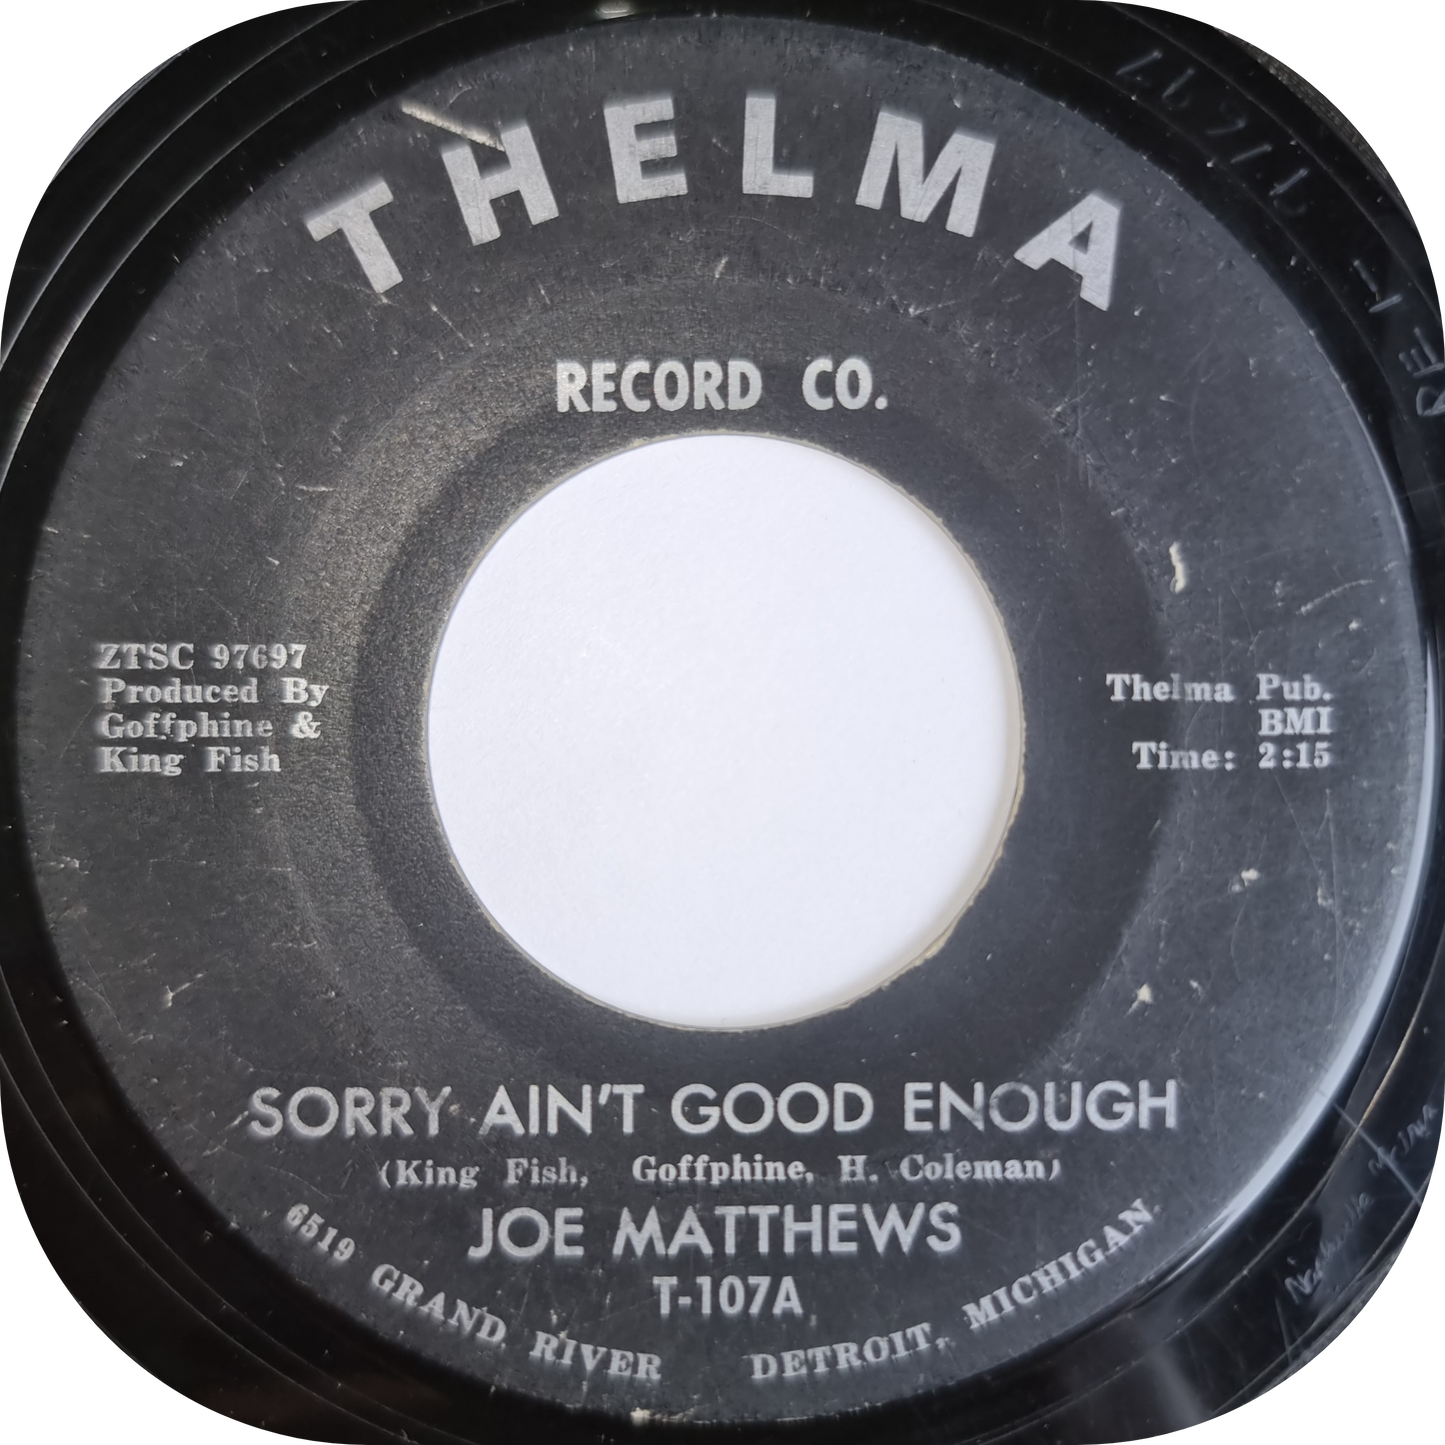 THELMA
RECORD CO.
ZTSC 97697
Produced By
Goffphine &
King Fish
Thelma Pub.
BMI
Time: 2:15
SORRY AIN'T GOOD ENOUGH
(King Fish, Goffphine, H. Coleman)
JOE MATTHEWS
T-107A
6519 GRAND RIVER DETROIT, MICHIGAN